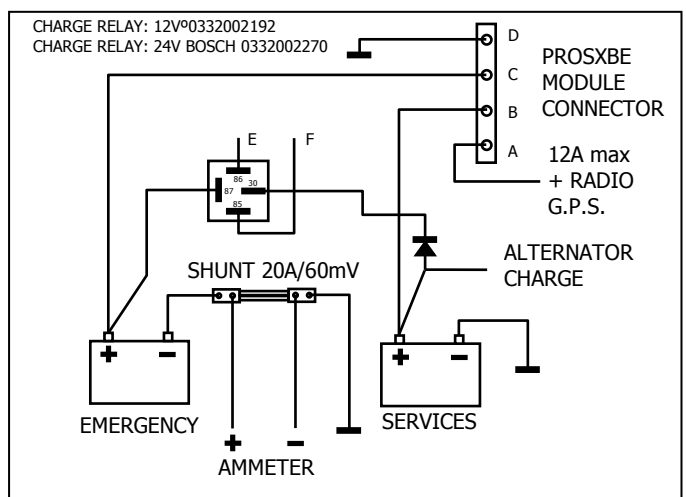 CHARGE RELAY: 12Vº0332002192
CHARGE RELAY: 24V BOSCH 0332002270
D
C
B
A
PROSXBE
MODULE
CONNECTOR
12A max
+ RADIO
G.P.S.
E
F
86
87
30
85
SHUNT 20A/60mV
ALTERNATOR
CHARGE
+
-
+
-
EMERGENCY
SERVICES
+
-
AMMETER